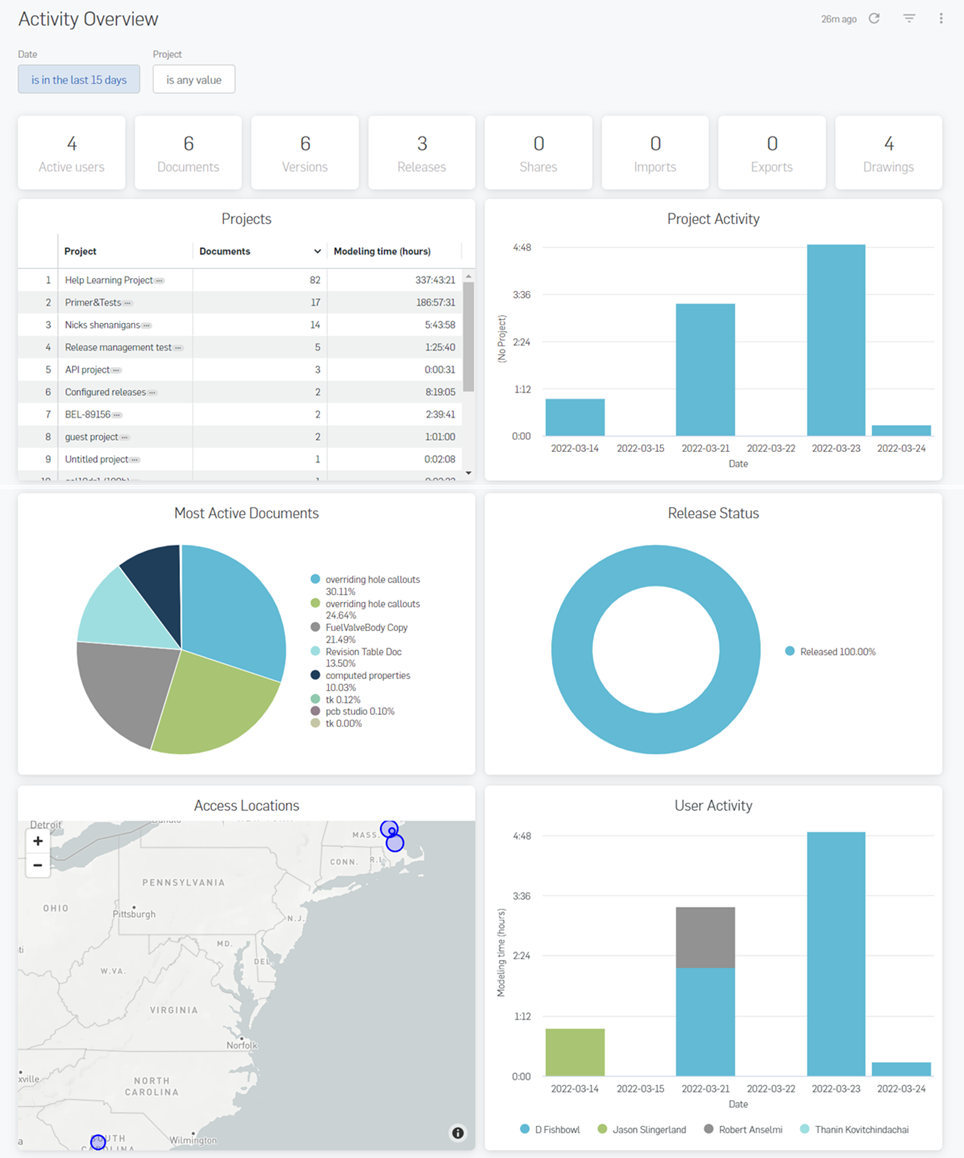 Activity Overview
26m ago
Date
Project
is in the last 15 days
is any value
4
Active users
6
Documents
6
Versions
3
Releases
0
Shares
0
Imports
0
Exports
4
Drawings
Projects
Project Documents Modeling time (hours)
1 Help Learning Project 82 337:43:21
2 Primer&Tests 17 186:57:31
3 Nicks shenanigans 14 5:43:58
4 Release management test 5 1:25:40
5 API project 3 0:00:31
6 Configured releases 2 8:19:05
7 BEL-89156 2 2:39:41
8 guest project 2 1:01:00
9 Untitled project 1 0:02:08
Project Activity
(No Project)
4:48
3:36
2:24
1:12
0:00
2022-03-14 2022-03-15 2022-03-21 2022-03-22 2022-03-23 2022-03-24
Date
Most Active Documents
overriding hole callouts
30.11%
overriding hole callouts
24.64%
FuelValveBody Copy
21.49%
Revision Table Doc
13.50%
computed properties
10.03%
tk 0.12%
pcb studio 0.10%
tk 0.00%
Release Status
Released 100.00%
Access Locations
Detroit
+
−
MASS.
CONN.
R.I.
PENNSYLVANIA
OHIO
Pittsburgh
N.J.
MD.
DEL.
W.VA.
VIRGINIA
Norfolk
NORTH
CAROLINA
Wilmington
User Activity
Modeling time (hours)
4:48
3:36
2:24
1:12
0:00
2022-03-14 2022-03-15 2022-03-21 2022-03-22 2022-03-23 2022-03-24
Date
D Fishbowl Jason Slingerland Robert Anselmi Thanin Kovitchindachai